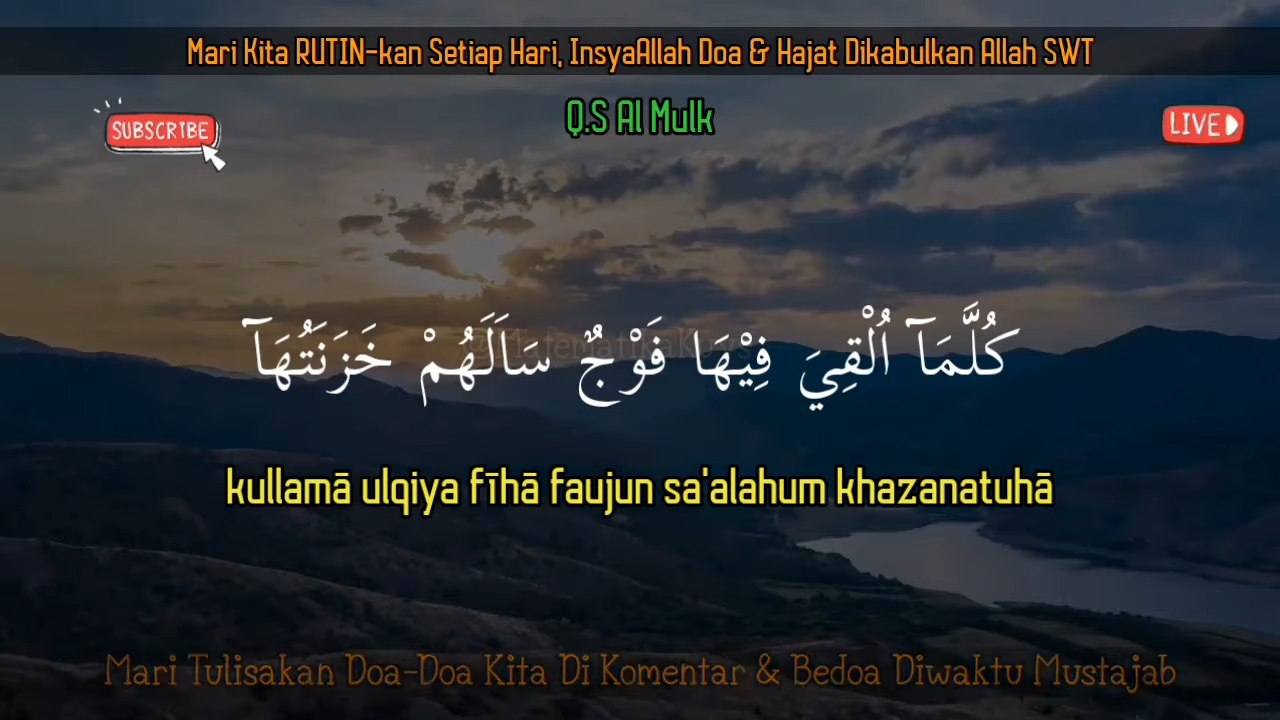 Mari Kita RUTIN-kan Setiap Hari, InsyaAllah Doa & Hajat Dikabulkan Allah SWT
SUBSCRIBE
Q.S Al Mulk
LIVE
كُلَّمَآ اُلْقِيَ فِيْهَا فَوْجٌ سَاَلَهُمْ خَزَنَتُهَآ
kullamā ulqiya fīhā faujun sa'alahum khazanatuhā
Mari Tulisakan Doa-Doa Kita Di Komentar & Bedoa Diwaktu Mustajab